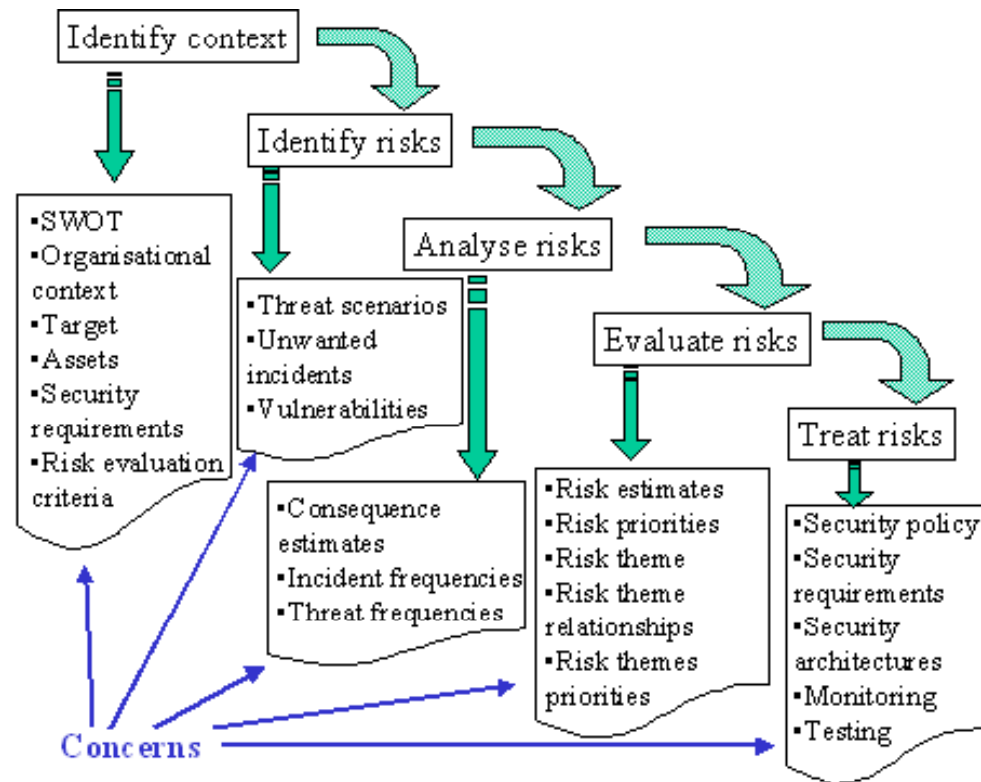 Identify context
Identify risks
Analyse risks
Evaluate risks
Treat risks
▪SWOT
▪Organisational
context
▪Target
▪Assets
▪Security
requirements
▪Risk evaluation
criteria
▪Threat scenarios
▪Unwanted
incidents
▪Vulnerabilities
▪Consequence
estimates
▪Incident frequencies
▪Threat frequencies
▪Risk estimates
▪Risk priorities
▪Risk theme
▪Risk theme
relationships
▪Risk themes
priorities
▪Security policy
▪Security
requirements
▪Security
architectures
▪Monitoring
▪Testing
Concerns